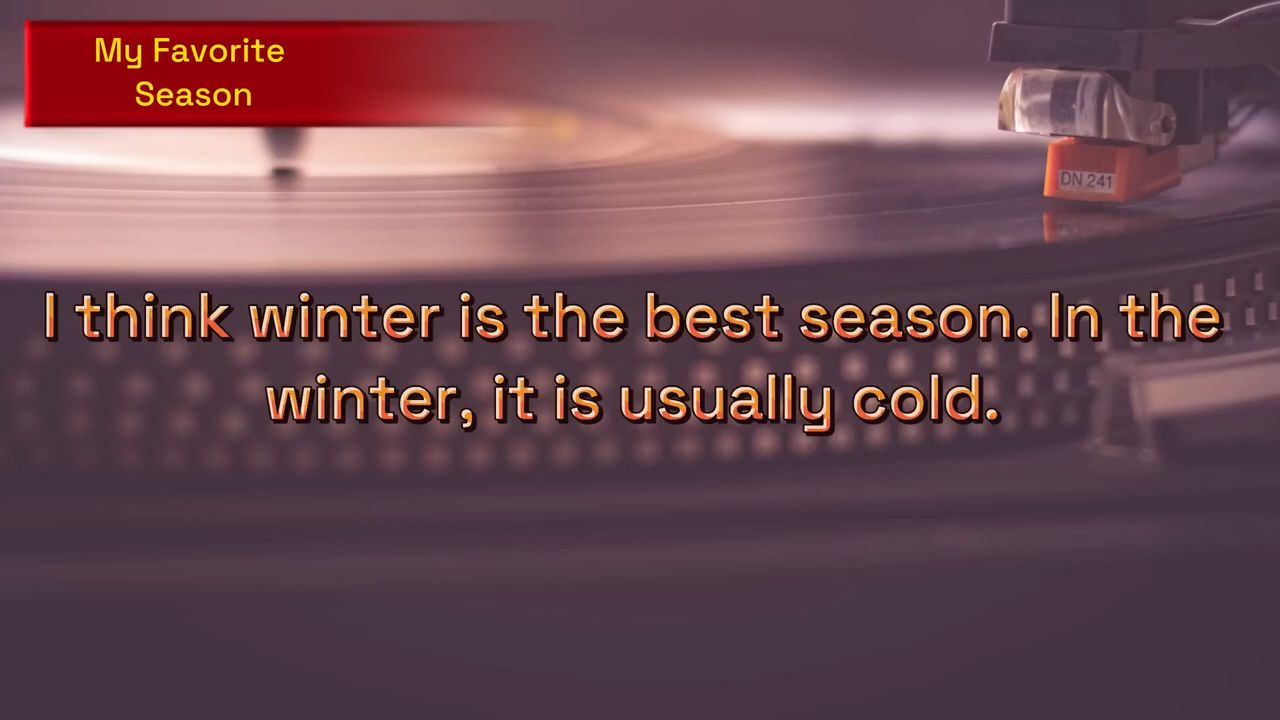 My Favorite
Season
DN 241
I think winter is the best season. In the
winter, it is usually cold.